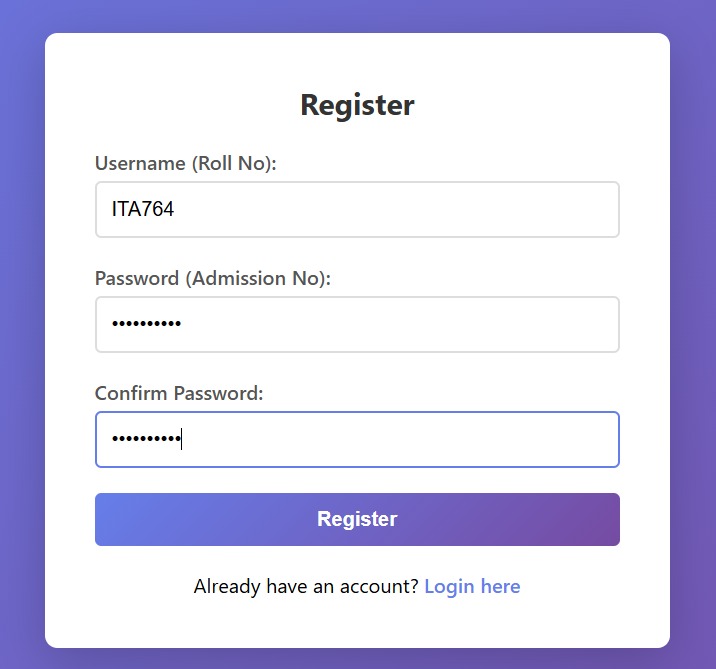 Register
Username (Roll No):
ITA764
Password (Admission No):
••••••••••
Confirm Password:
••••••••••
Register
Already have an account? Login here